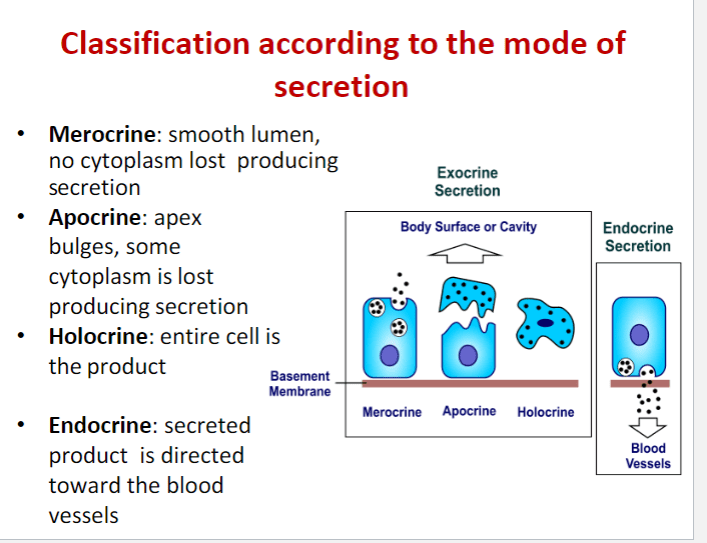 Classification according to the mode of
secretion
• Merocrine: smooth lumen,
no cytoplasm lost producing
secretion
• Apocrine: apex
bulges, some
cytoplasm is lost
producing secretion
• Holocrine: entire cell is
the product
• Endocrine: secreted
product is directed
toward the blood
vessels
Exocrine
Secretion
Body Surface or Cavity
Basement
Membrane
Merocrine Apocrine Holocrine
Endocrine
Secretion
Blood
Vessels